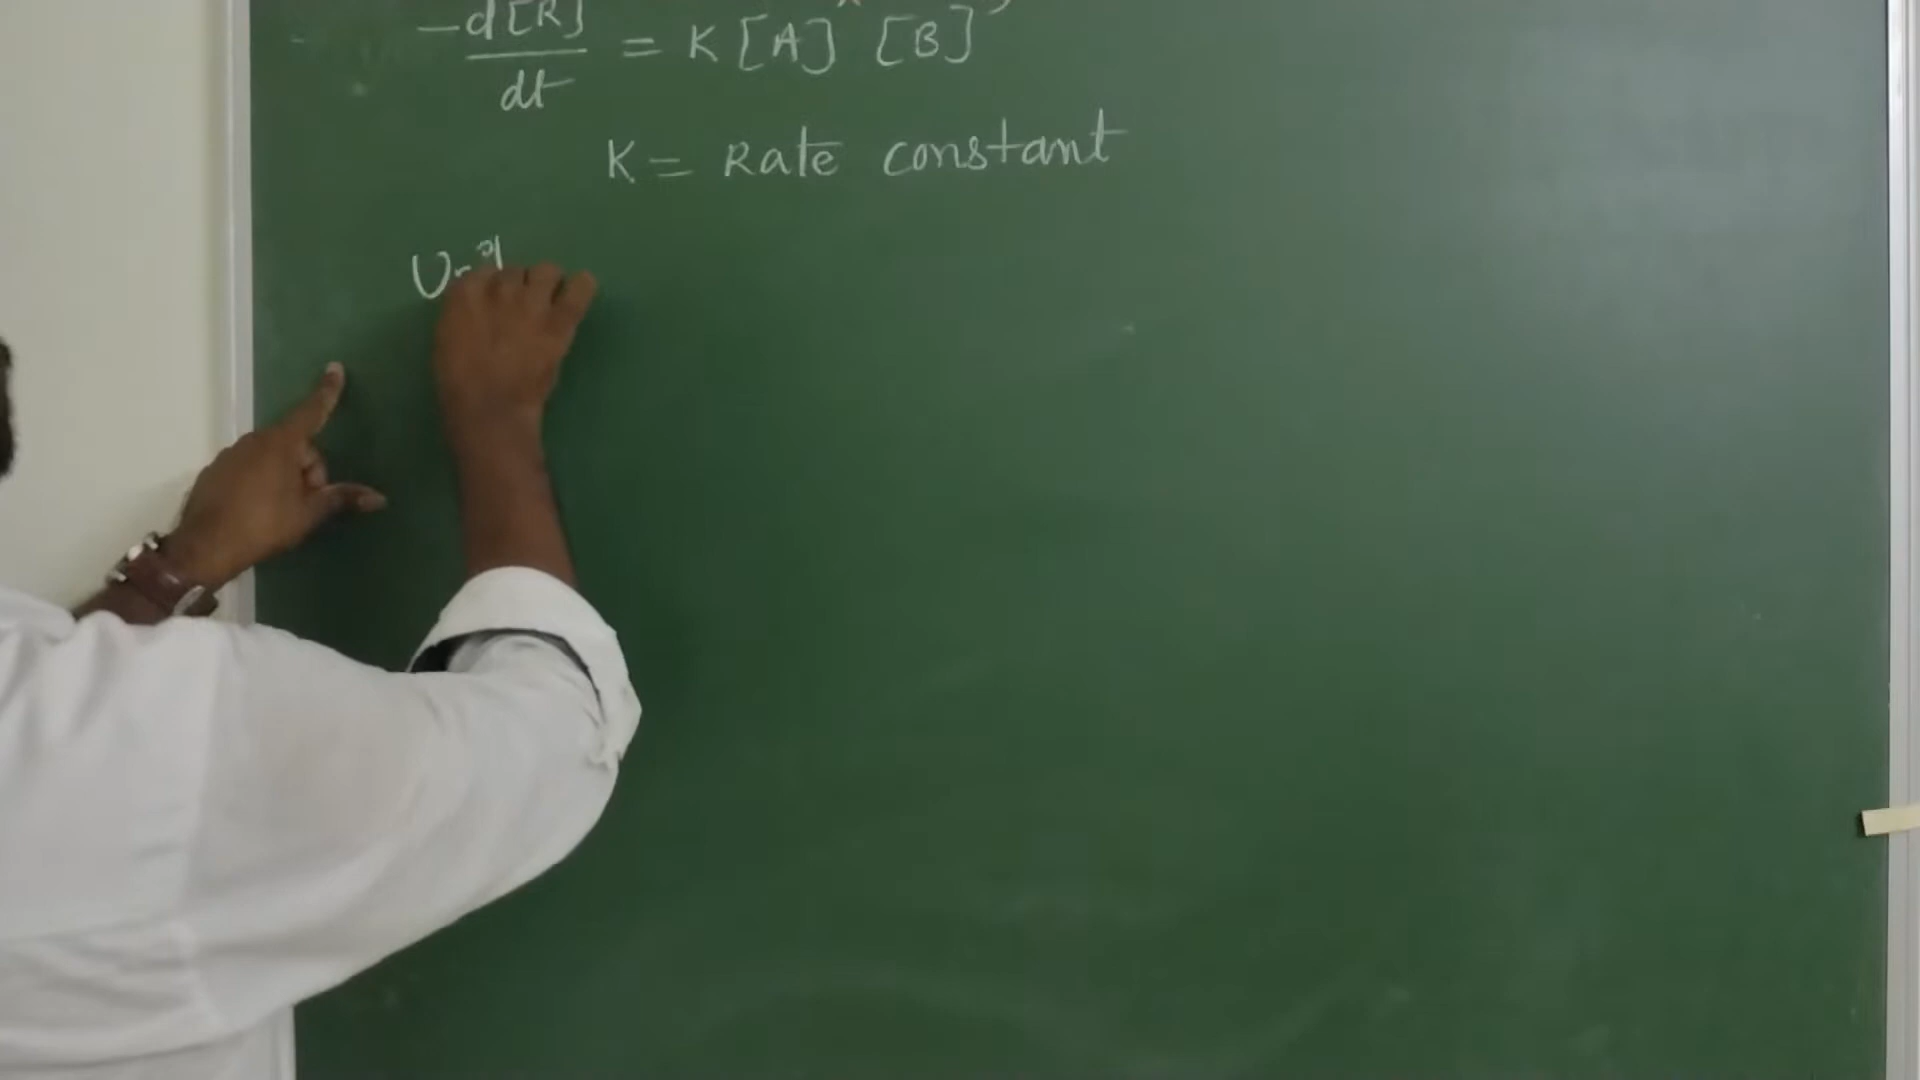 -d[R]/dt = K[A]ˣ [B]
K = Rate constant